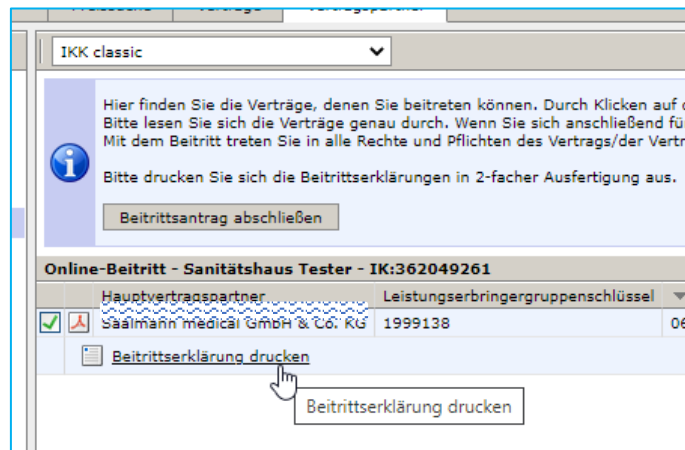 IKK classic
Hier finden Sie die Verträge, denen Sie beitreten können. Durch Klicken auf
Bitte lesen Sie sich die Verträge genau durch. Wenn Sie sich anschließend fü
Mit dem Beitritt treten Sie in alle Rechte und Pflichten des Vertrags/der Vertr
Bitte drucken Sie sich die Beitrittserklärungen in 2-facher Ausfertigung aus.
Beitrittsantrag abschließen
Online-Beitritt - Sanitätshaus Tester - IK:362049261
Hauptvertragspartner Leistungserbringergruppenschlüssel
Saalmann medical GmbH & Co. KG 1999138 06
Beitrittserklärung drucken
Beitrittserklärung drucken